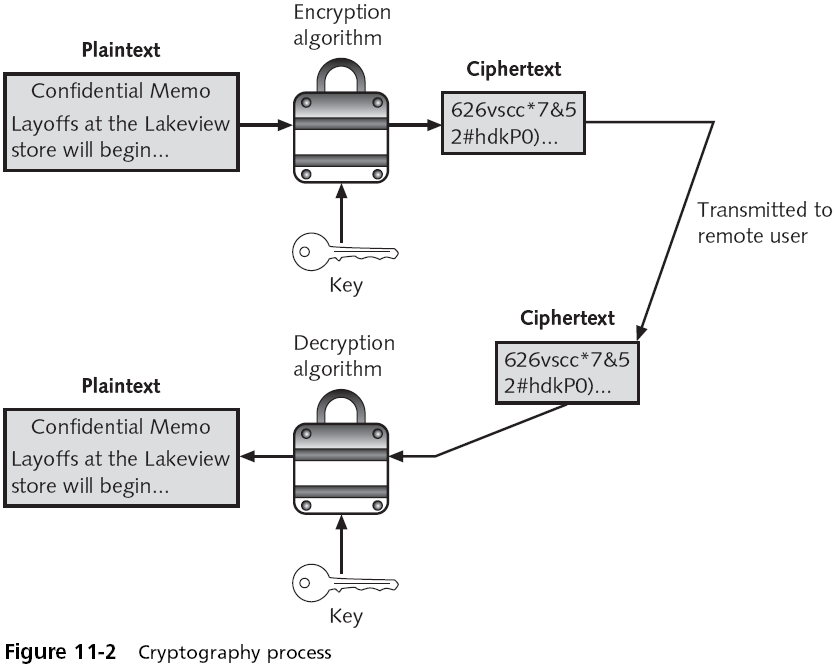 Encryption
algorithm
Plaintext
Confidential Memo
Layoffs at the Lakeview
store will begin...
Ciphertext
626vscc*7&5
2#hdkP0)...
Key
Transmitted to
remote user
Ciphertext
626vscc*7&5
2#hdkP0)...
Decryption
algorithm
Plaintext
Confidential Memo
Layoffs at the Lakeview
store will begin...
Key
Figure 11-2 Cryptography process